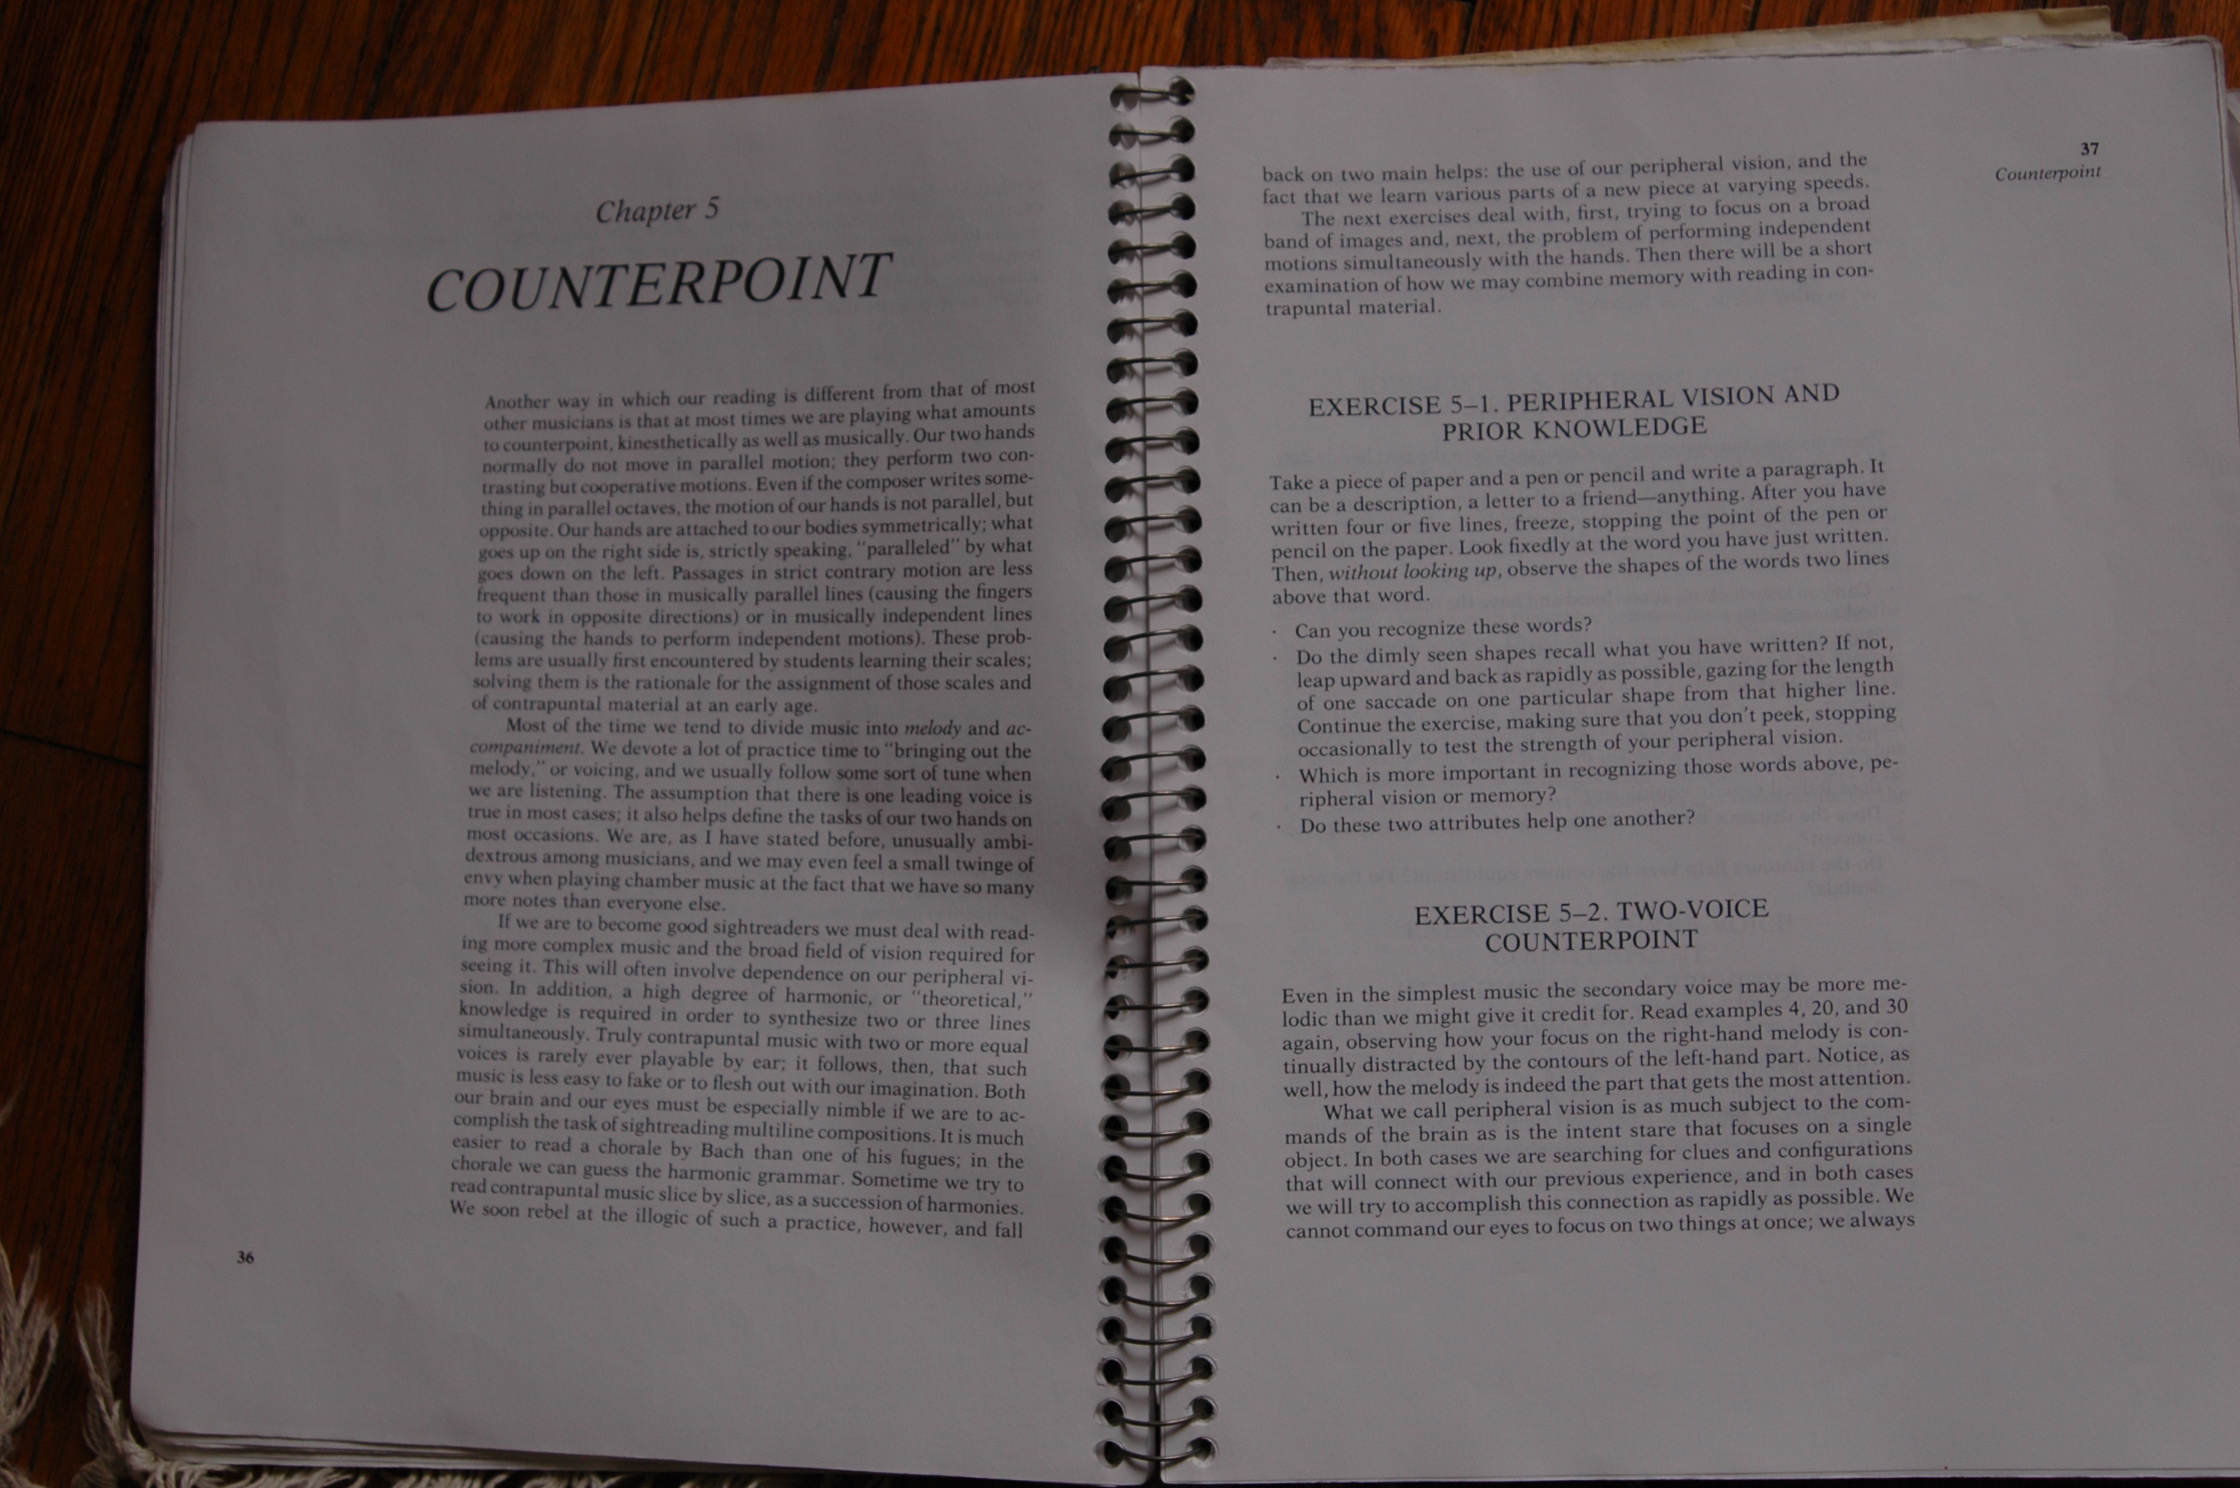 Chapter 5
COUNTERPOINT
Another way in which our reading is different from that of most
other musicians is that at most times we are playing what amounts
to counterpoint, kinesthetically as well as musically. Our two hands
normally do not move in parallel motion; they perform two con-
trasting but cooperative motions. Even if the composer writes some-
thing in parallel octaves, the motion of our hands is not parallel, but
opposite. Our hands are attached to our bodies symmetrically; what
goes up on the right side is, strictly speaking, “paralleled” by what
goes down on the left. Passages in strict contrary motion are less
frequent than those in musically parallel lines (causing the fingers
to work in opposite directions) or in musically independent lines
(causing the hands to perform independent motions). These prob-
lems are usually first encountered by students learning their scales;
solving them is the rationale for the assignment of those scales and
of contrapuntal material at an early age.
Most of the time we tend to divide music into melody and ac-
companiment. We devote a lot of practice time to “bringing out the
melody,” or voicing, and we usually follow some sort of tune when
we are listening. The assumption that there is one leading voice is
true in most cases; it also helps define the tasks of our two hands on
most occasions. We are, as I have stated before, unusually ambi-
dextrous among musicians, and we may even feel a small twinge of
envy when playing chamber music at the fact that we have so many
more notes than everyone else.
If we are to become good sightreaders we must deal with read-
ing more complex music and the broad field of vision required for
seeing it. This will often involve dependence on our peripheral vi-
sion. In addition, a high degree of harmonic, or “theoretical,”
knowledge is required in order to synthesize two or three lines
simultaneously. Truly contrapuntal music with two or more equal
voices is rarely ever playable by ear; it follows, then, that such
music is less easy to fake or to flesh out with our imagination. Both
our brain and our eyes must be especially nimble if we are to ac-
complish the task of sightreading multiline compositions. It is much
easier to read a chorale by Bach than one of his fugues; in the
chorale we can guess the harmonic grammar. Sometime we try to
read contrapuntal music slice by slice, as a succession of harmonies.
We soon rebel at the illogic of such a practice, however, and fall
36
37
Counterpoint
back on two main helps: the use of our peripheral vision, and the
fact that we learn various parts of a new piece at varying speeds.
The next exercises deal with, first, trying to focus on a broad
band of images and, next, the problem of performing independent
motions simultaneously with the hands. Then there will be a short
examination of how we may combine memory with reading in con-
trapuntal material.
EXERCISE 5–1. PERIPHERAL VISION AND
PRIOR KNOWLEDGE
Take a piece of paper and a pen or pencil and write a paragraph. It
can be a description, a letter to a friend—anything. After you have
written four or five lines, freeze, stopping the point of the pen or
pencil on the paper. Look fixedly at the word you have just written.
Then, without looking up, observe the shapes of the words two lines
above that word.
· Can you recognize these words?
· Do the dimly seen shapes recall what you have written? If not,
leap upward and back as rapidly as possible, gazing for the length
of one saccade on one particular shape from that higher line.
Continue the exercise, making sure that you don’t peek, stopping
occasionally to test the strength of your peripheral vision.
· Which is more important in recognizing those words above, pe-
ripheral vision or memory?
· Do these two attributes help one another?
EXERCISE 5–2. TWO-VOICE
COUNTERPOINT
Even in the simplest music the secondary voice may be more me-
lodic than we might give it credit for. Read examples 4, 20, and 30
again, observing how your focus on the right-hand melody is con-
tinually distracted by the contours of the left-hand part. Notice, as
well, how the melody is indeed the part that gets the most attention.
What we call peripheral vision is as much subject to the com-
mands of the brain as is the intent stare that focuses on a single
object. In both cases we are searching for clues and configurations
that will connect with our previous experience, and in both cases
we will try to accomplish this connection as rapidly as possible. We
cannot command our eyes to focus on two things at once; we always